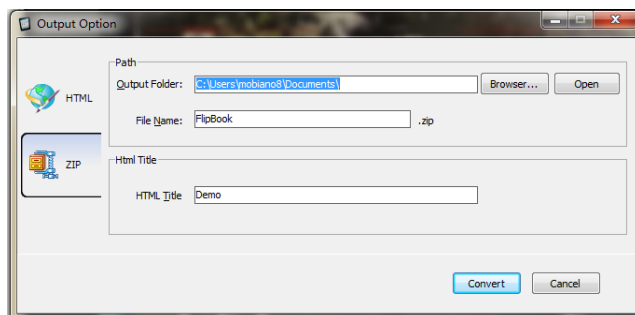 Output Option
HTML
ZIP
Path
Output Folder: C:\Users\mobiano8\Documents\ Browser... Open
File Name: FlipBook .zip
Html Title
HTML Title Demo
Convert Cancel